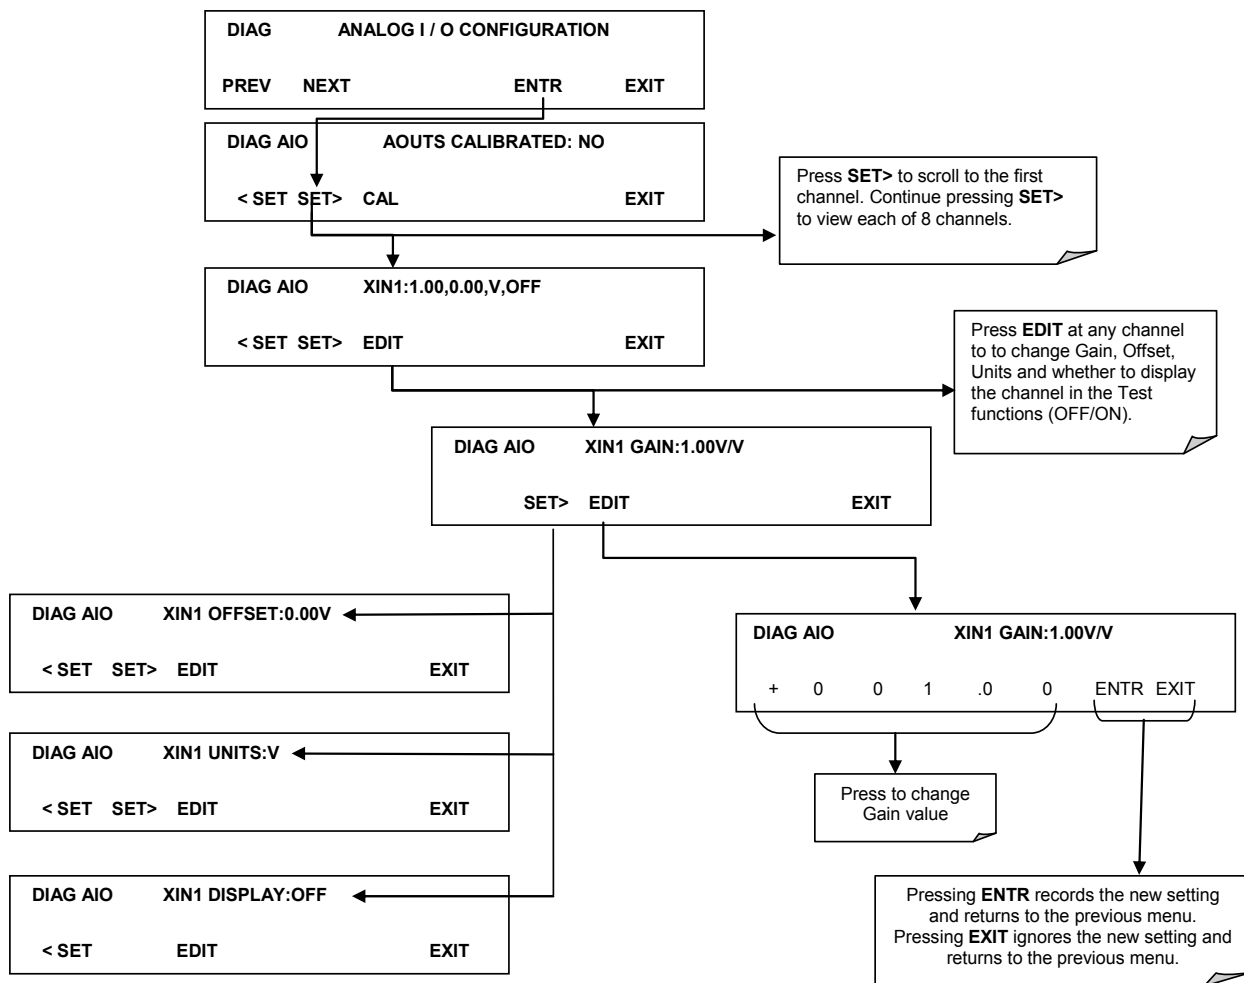 DIAG ANALOG I / O CONFIGURATION
PREV NEXT ENTR EXIT
DIAG AIO AOUTS CALIBRATED: NO
< SET SET> CAL EXIT
Press SET> to scroll to the first
channel. Continue pressing SET>
to view each of 8 channels.
DIAG AIO XIN1:1.00,0.00,V,OFF
< SET SET> EDIT EXIT
Press EDIT at any channel
to to change Gain, Offset,
Units and whether to display
the channel in the Test
functions (OFF/ON).
DIAG AIO XIN1 GAIN:1.00V/V
SET> EDIT EXIT
DIAG AIO XIN1 OFFSET:0.00V
< SET SET> EDIT EXIT
DIAG AIO XIN1 GAIN:1.00V/V
+ 0 0 1 .0 0 ENTR EXIT
DIAG AIO XIN1 UNITS:V
< SET SET> EDIT EXIT
Press to change
Gain value
DIAG AIO XIN1 DISPLAY:OFF
< SET EDIT EXIT
Pressing ENTR records the new setting
and returns to the previous menu.
Pressing EXIT ignores the new setting and
returns to the previous menu.